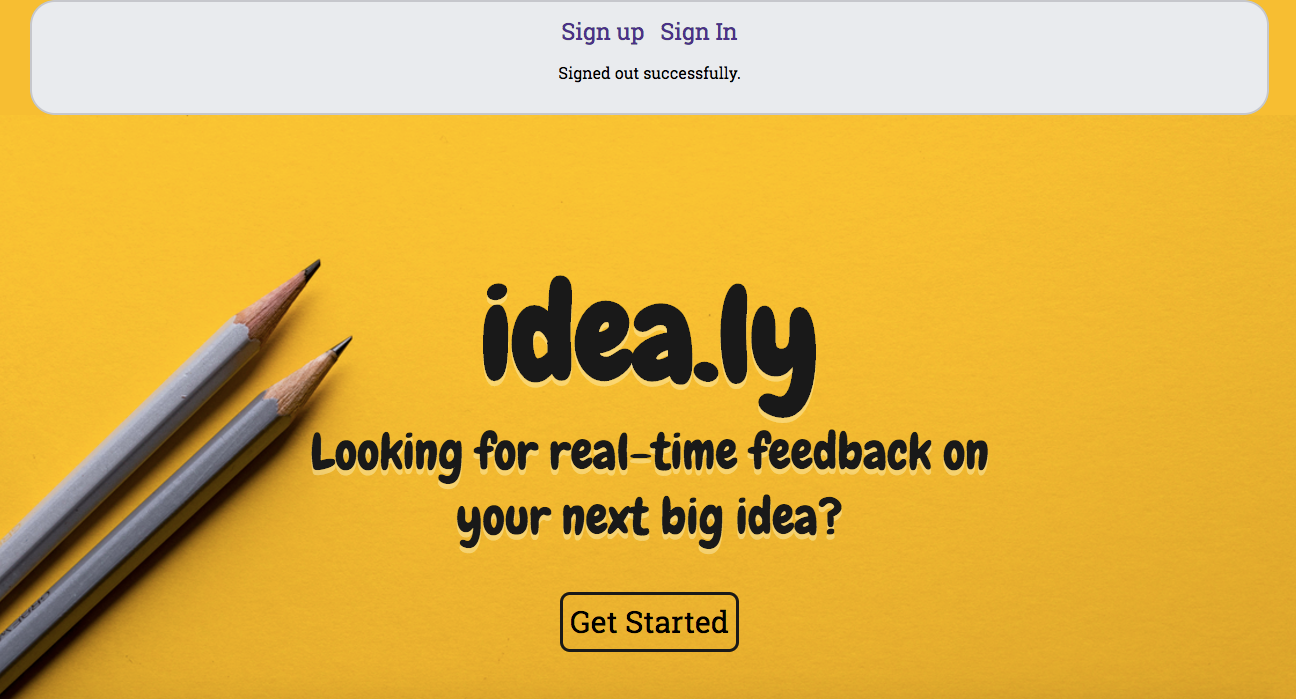 Sign up Sign In
Signed out successfully.
idea.ly
Looking for real-time feedback on
your next big idea?
Get Started